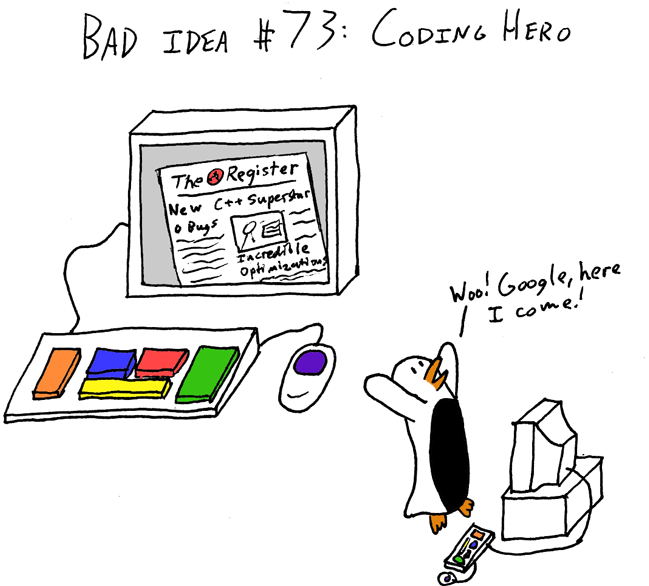 BAD IDEA #73: CODING HERO
The Register
New C++ Superstar
0 Bugs
Incredible
Optimizations
Woo! Google, here
I come!